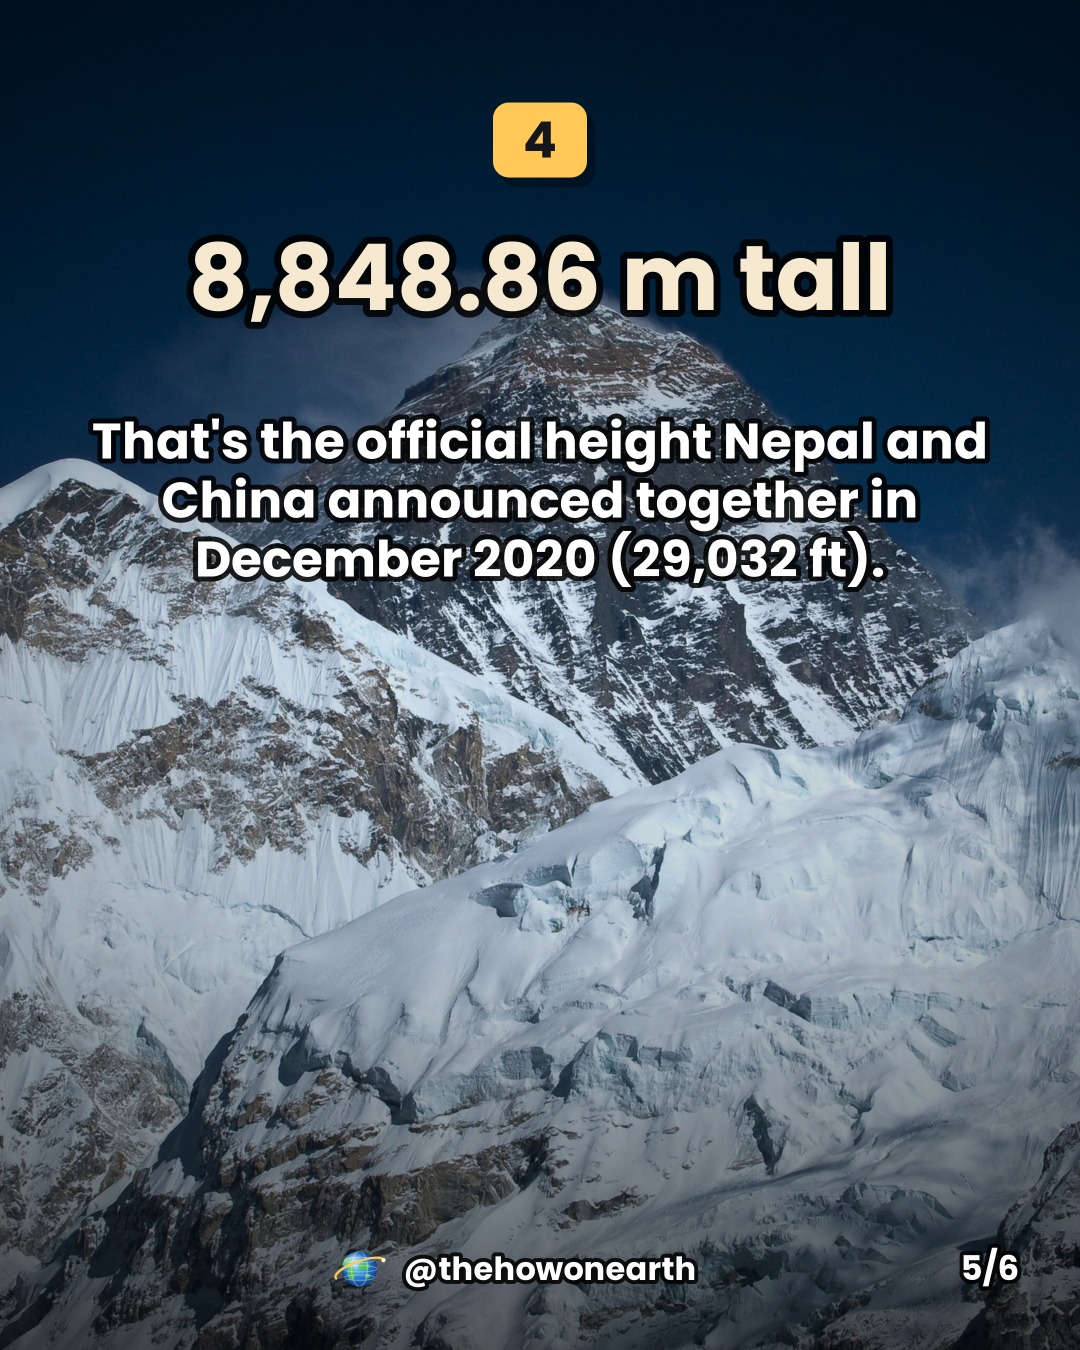 4
8,848.86 m tall
That's the official height Nepal and
China announced together in
December 2020 (29,032 ft).
@thehowonearth
5/6